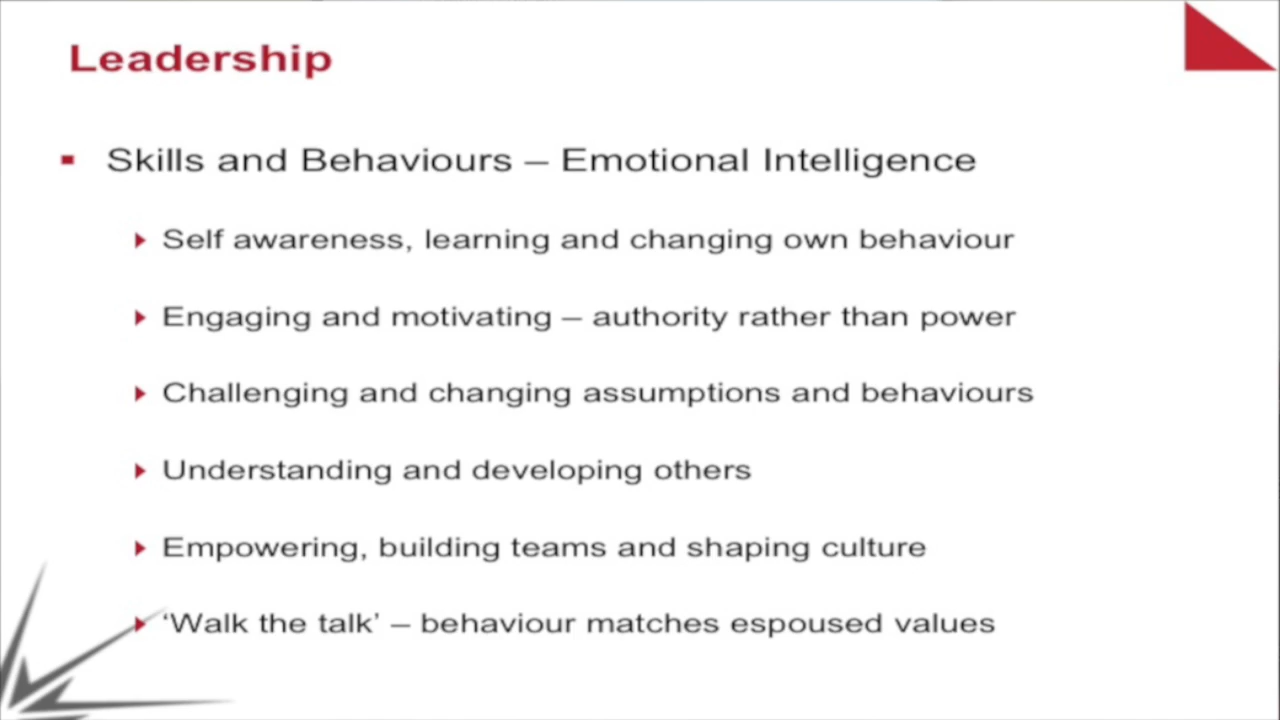 Leadership
Skills and Behaviours – Emotional Intelligence
Self awareness, learning and changing own behaviour
Engaging and motivating – authority rather than power
Challenging and changing assumptions and behaviours
Understanding and developing others
Empowering, building teams and shaping culture
‘Walk the talk’ – behaviour matches espoused values